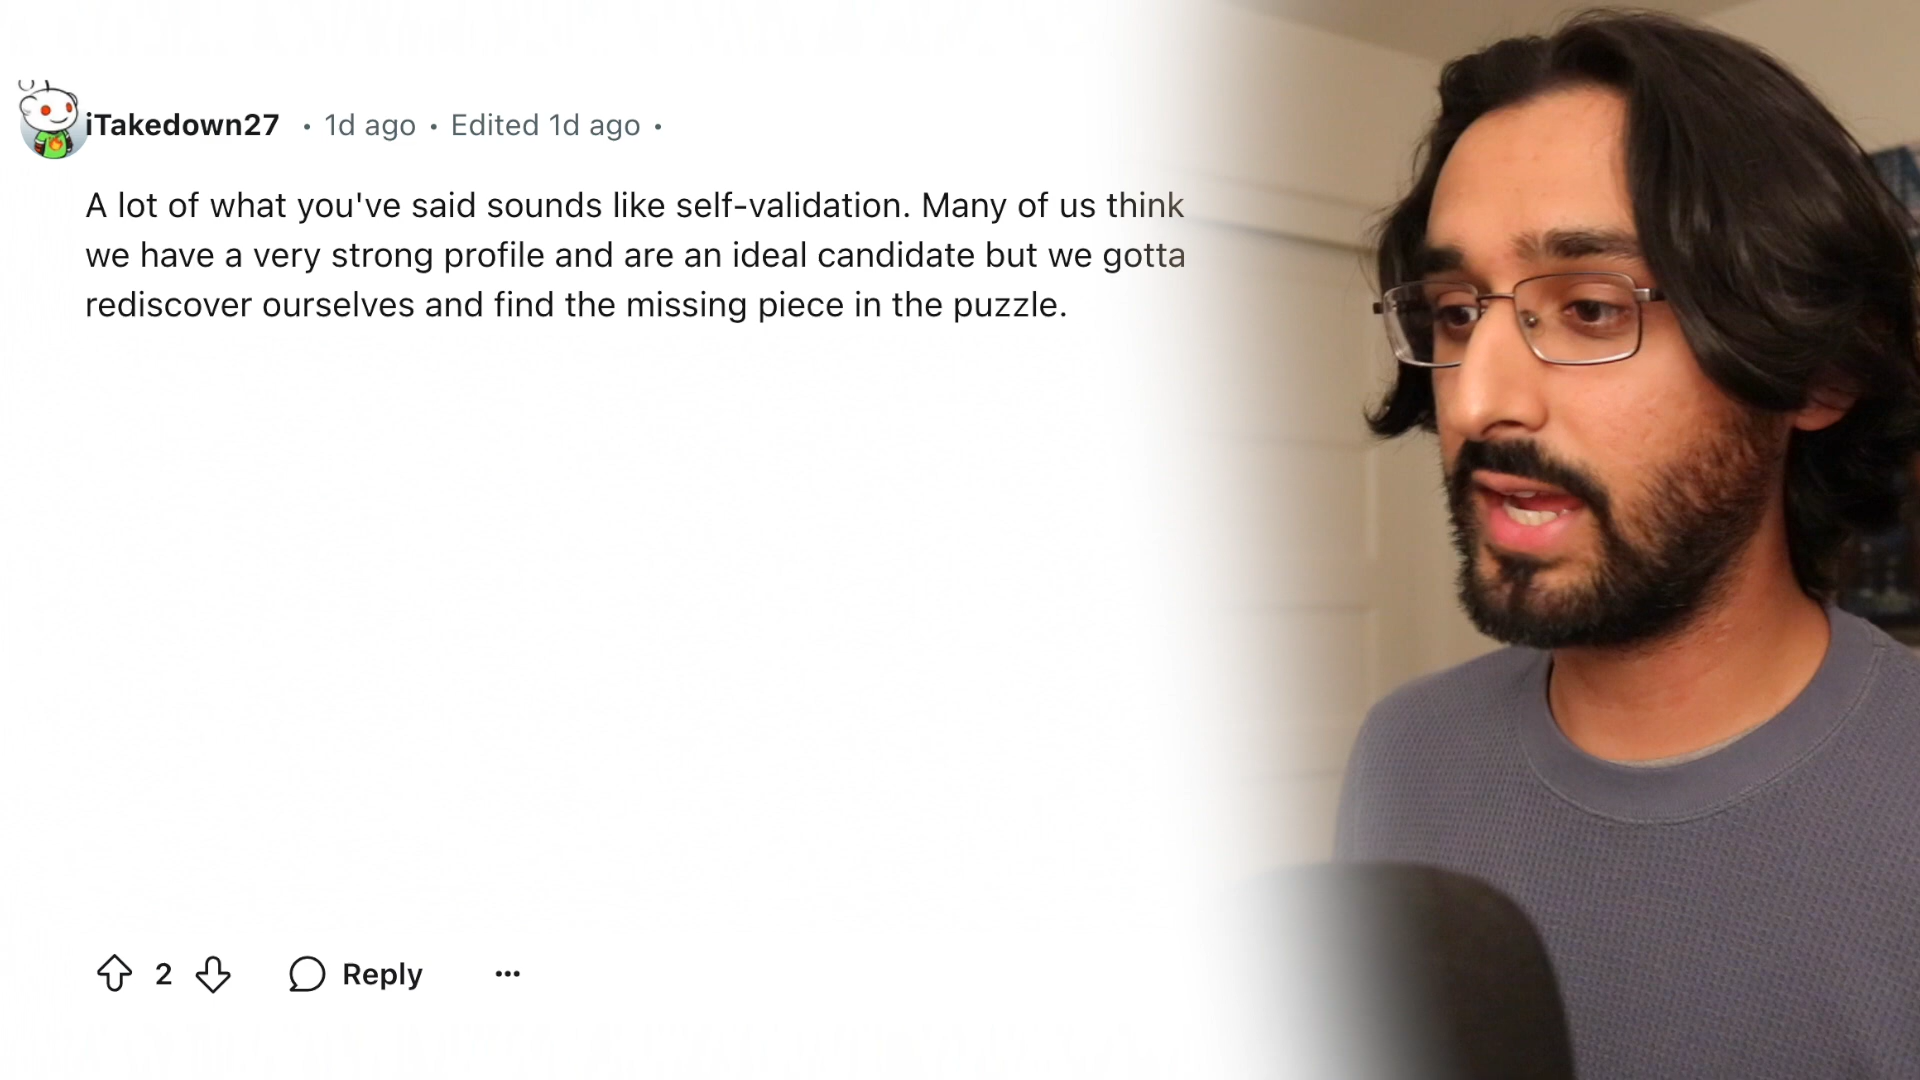 iTakedown27 • 1d ago • Edited 1d ago •
A lot of what you've said sounds like self-validation. Many of us think
we have a very strong profile and are an ideal candidate but we gotta
rediscover ourselves and find the missing piece in the puzzle.
2 Reply ...